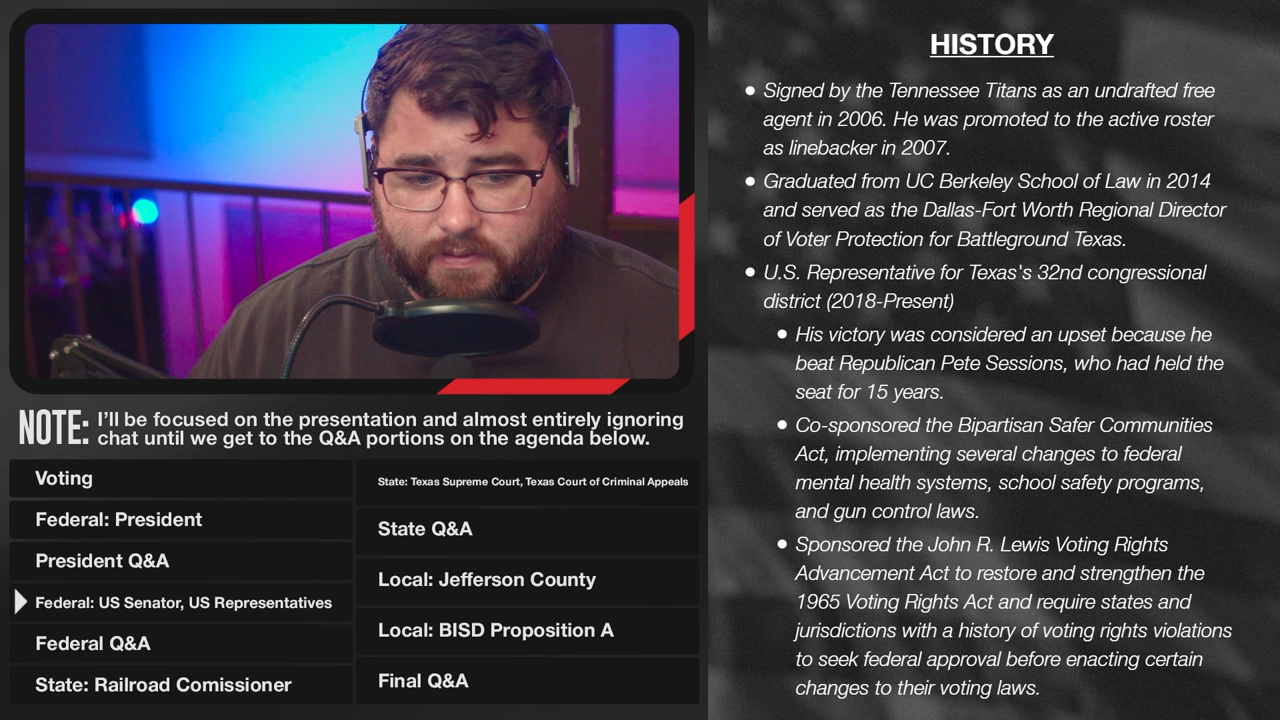 NOTE: I'll be focused on the presentation and almost entirely ignoring
chat until we get to the Q&A portions on the agenda below.
Voting
Federal: President
President Q&A
Federal: US Senator, US Representatives
Federal Q&A
State: Railroad Comissioner
State: Texas Supreme Court, Texas Court of Criminal Appeals
State Q&A
Local: Jefferson County
Local: BISD Proposition A
Final Q&A
HISTORY
• Signed by the Tennessee Titans as an undrafted free
agent in 2006. He was promoted to the active roster
as linebacker in 2007.
• Graduated from UC Berkeley School of Law in 2014
and served as the Dallas-Fort Worth Regional Director
of Voter Protection for Battleground Texas.
• U.S. Representative for Texas's 32nd congressional
district (2018-Present)
• His victory was considered an upset because he
beat Republican Pete Sessions, who had held the
seat for 15 years.
• Co-sponsored the Bipartisan Safer Communities
Act, implementing several changes to federal
mental health systems, school safety programs,
and gun control laws.
• Sponsored the John R. Lewis Voting Rights
Advancement Act to restore and strengthen the
1965 Voting Rights Act and require states and
jurisdictions with a history of voting rights violations
to seek federal approval before enacting certain
changes to their voting laws.